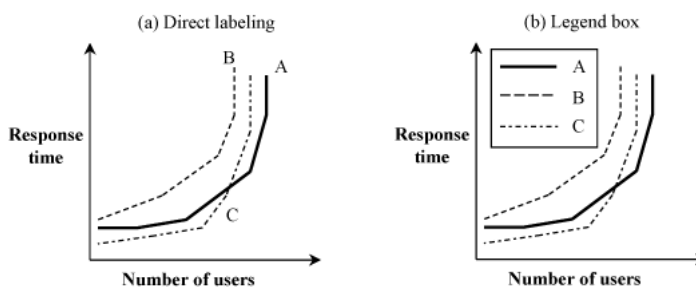 (a) Direct labeling
B
A
Response
time
C
Number of users
(b) Legend box
A
B
C
Response
time
Number of users